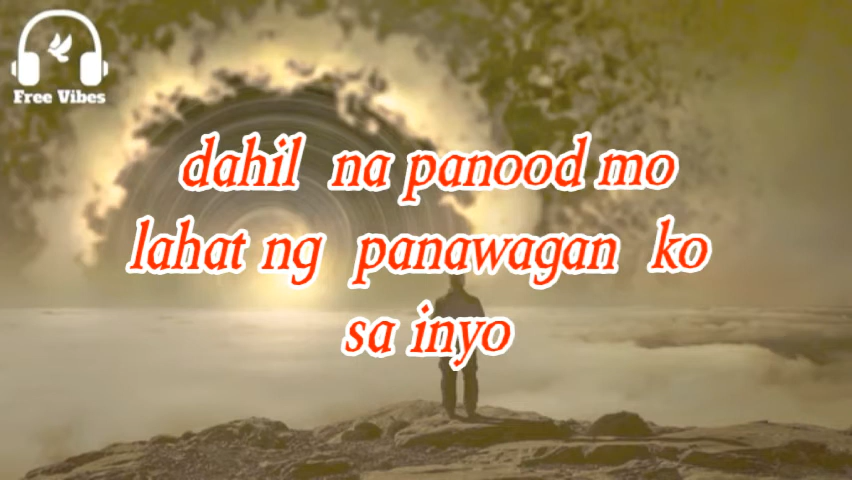 Free Vibes
dahil na panood mo
lahat ng panawagan ko
sa inyo